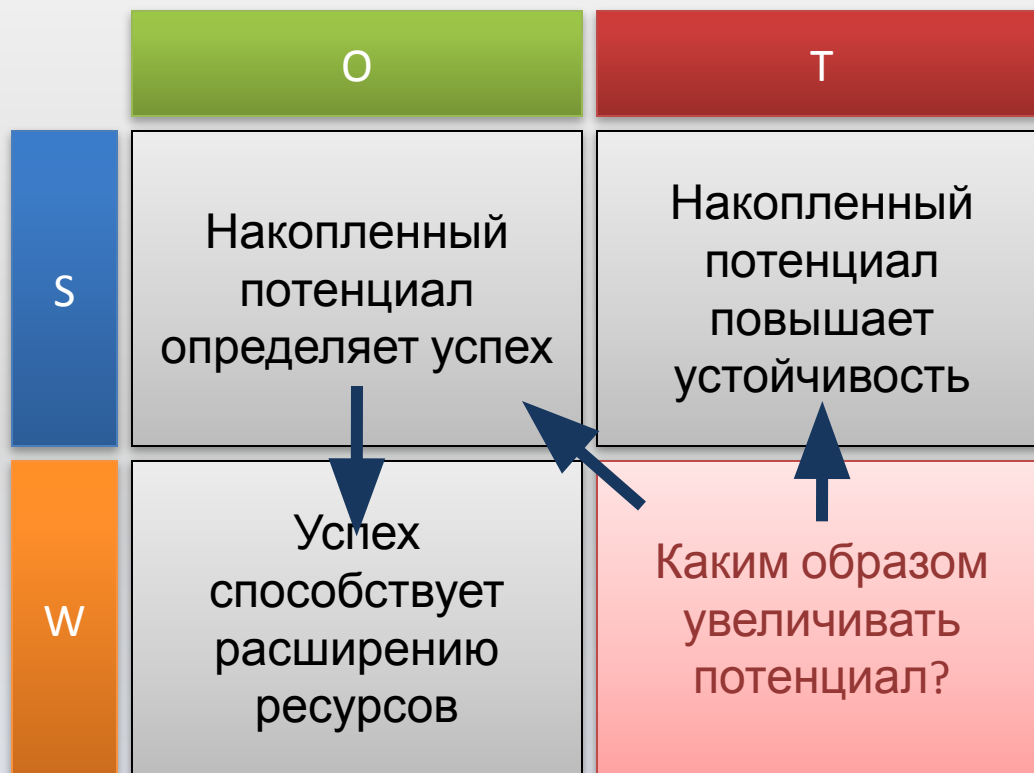 O
T
S
Накопленный
потенциал
определяет успех
Накопленный
потенциал
повышает
устойчивость
W
Успех
способствует
расширению
ресурсов
Каким образом
увеличивать
потенциал?